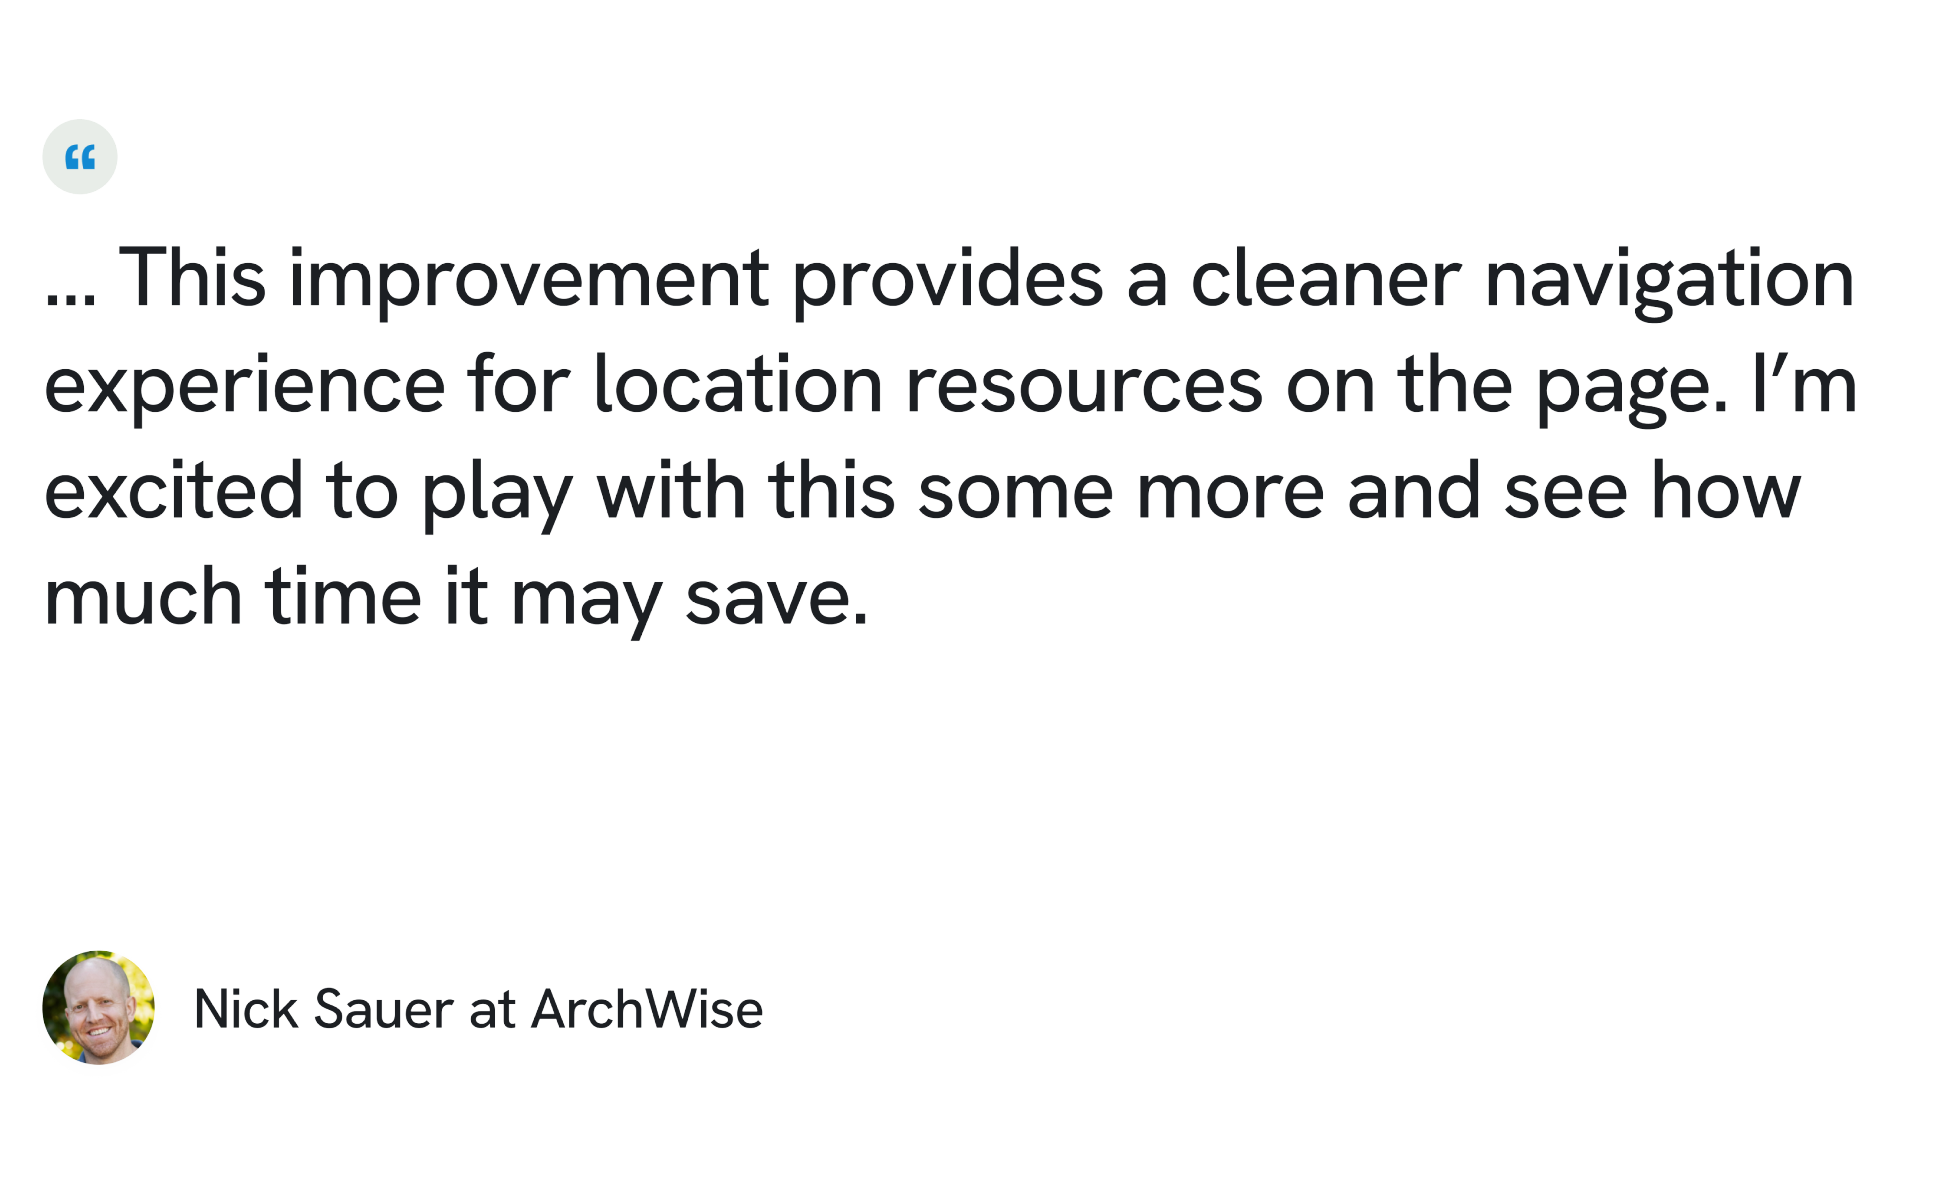 “
... This improvement provides a cleaner navigation
experience for location resources on the page. I’m
excited to play with this some more and see how
much time it may save.
Nick Sauer at ArchWise